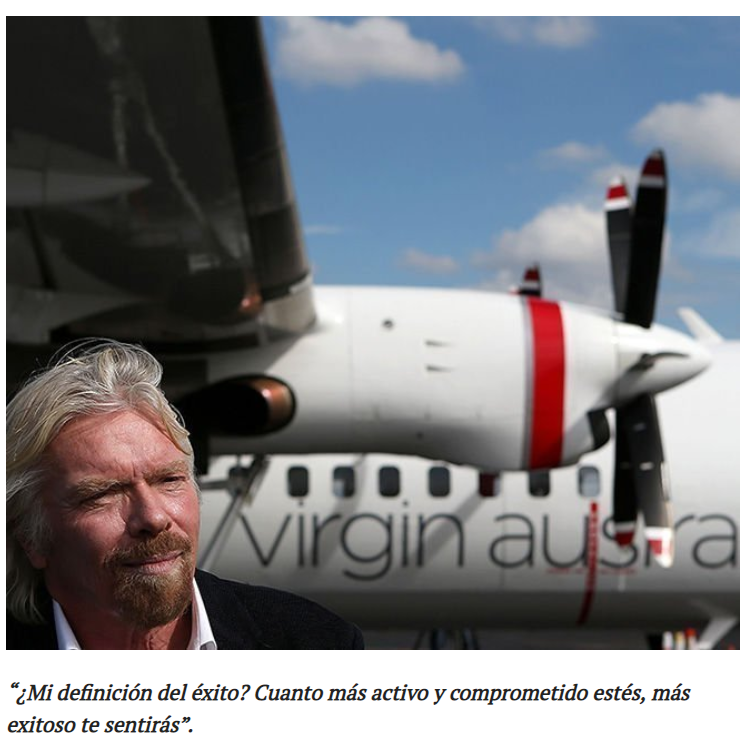 virgin austra
“¿Mi definición del éxito? Cuanto más activo y comprometido estés, más
exitoso te sentirás”.